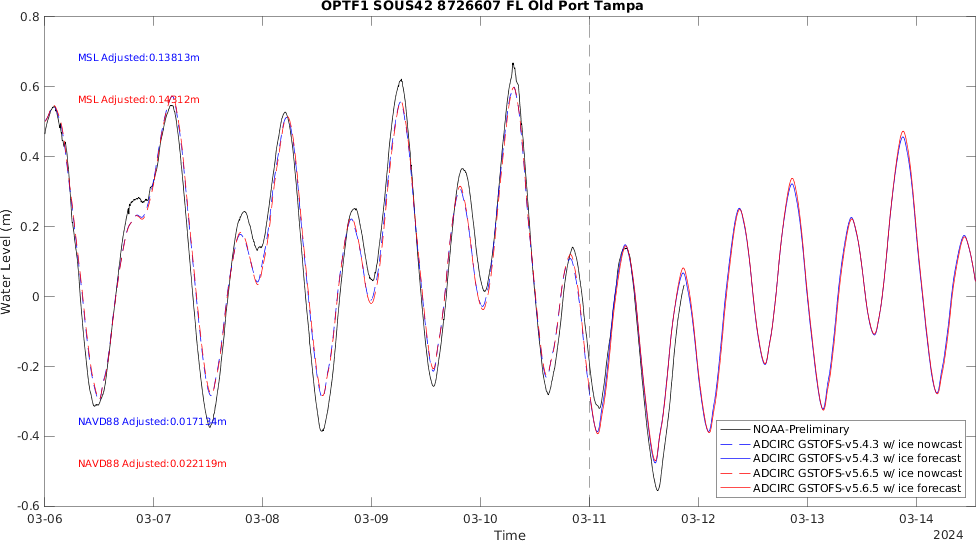 OPTF1 SOUS42 8726607 FL Old Port Tampa
0.8
0.6
0.4
0.2
0
-0.2
-0.4
-0.6
Water Level (m)
MSL Adjusted:0.13813m
MSL Adjusted:0.14312m
NAVD88 Adjusted:0.017134m
NAVD88 Adjusted:0.022119m
NOAA-Preliminary
ADCIRC GSTOFS-v5.4.3 w/ ice nowcast
ADCIRC GSTOFS-v5.4.3 w/ ice forecast
ADCIRC GSTOFS-v5.6.5 w/ ice nowcast
ADCIRC GSTOFS-v5.6.5 w/ ice forecast
03-06 03-07 03-08 03-09 03-10 03-11 03-12 03-13 03-14
Time
2024